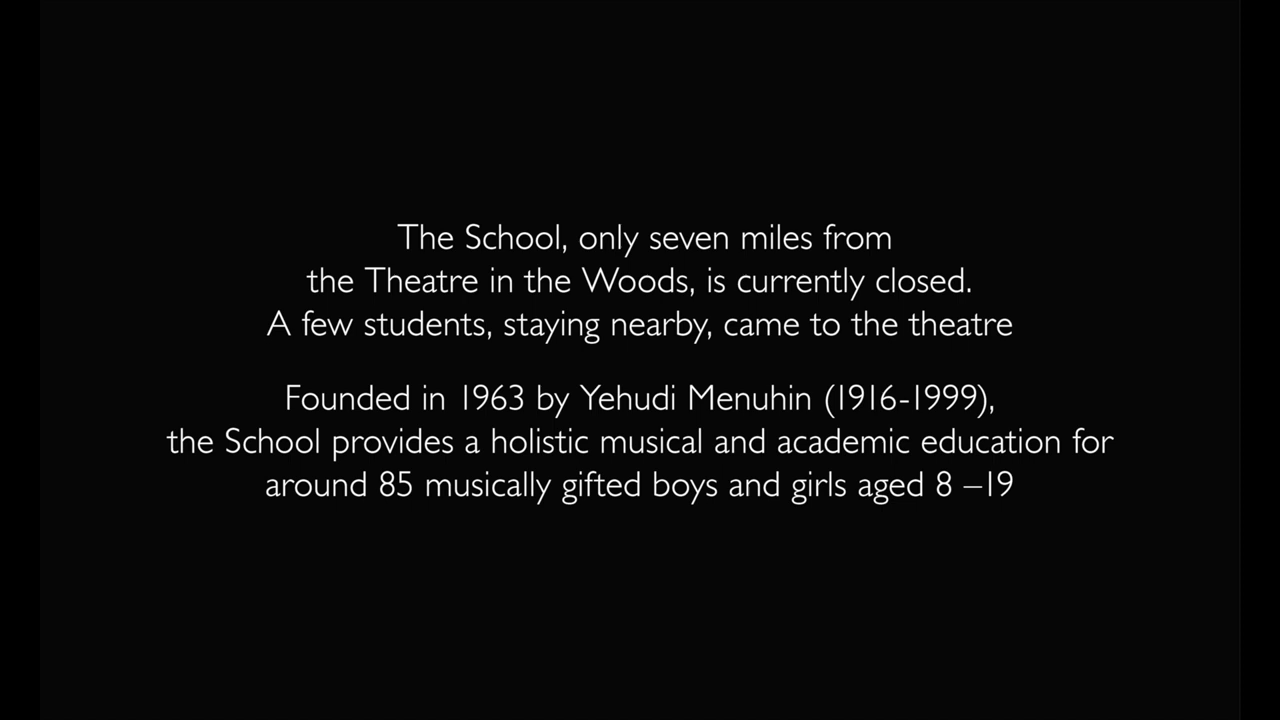 The School, only seven miles from
the Theatre in the Woods, is currently closed.
A few students, staying nearby, came to the theatre
Founded in 1963 by Yehudi Menuhin (1916-1999),
the School provides a holistic musical and academic education for
around 85 musically gifted boys and girls aged 8 –19